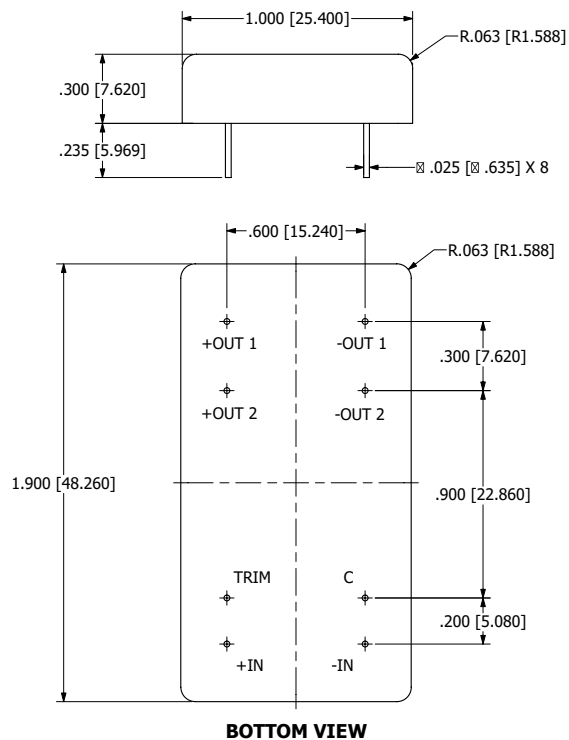 1.000 [25.400]
R.063 [R1.588]
.300 [7.620]
.235 [5.969]
.025 [ .635] X 8
.600 [15.240]
R.063 [R1.588]
+OUT 1
-OUT 1
.300 [7.620]
+OUT 2
-OUT 2
1.900 [48.260]
.900 [22.860]
TRIM
C
.200 [5.080]
+IN
-IN
BOTTOM VIEW